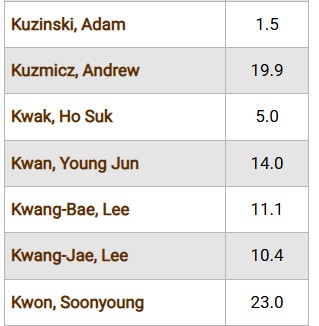 Kuzinski, Adam 1.5
Kuzmicz, Andrew 19.9
Kwak, Ho Suk 5.0
Kwan, Young Jun 14.0
Kwang-Bae, Lee 11.1
Kwang-Jae, Lee 10.4
Kwon, Soonyoung 23.0